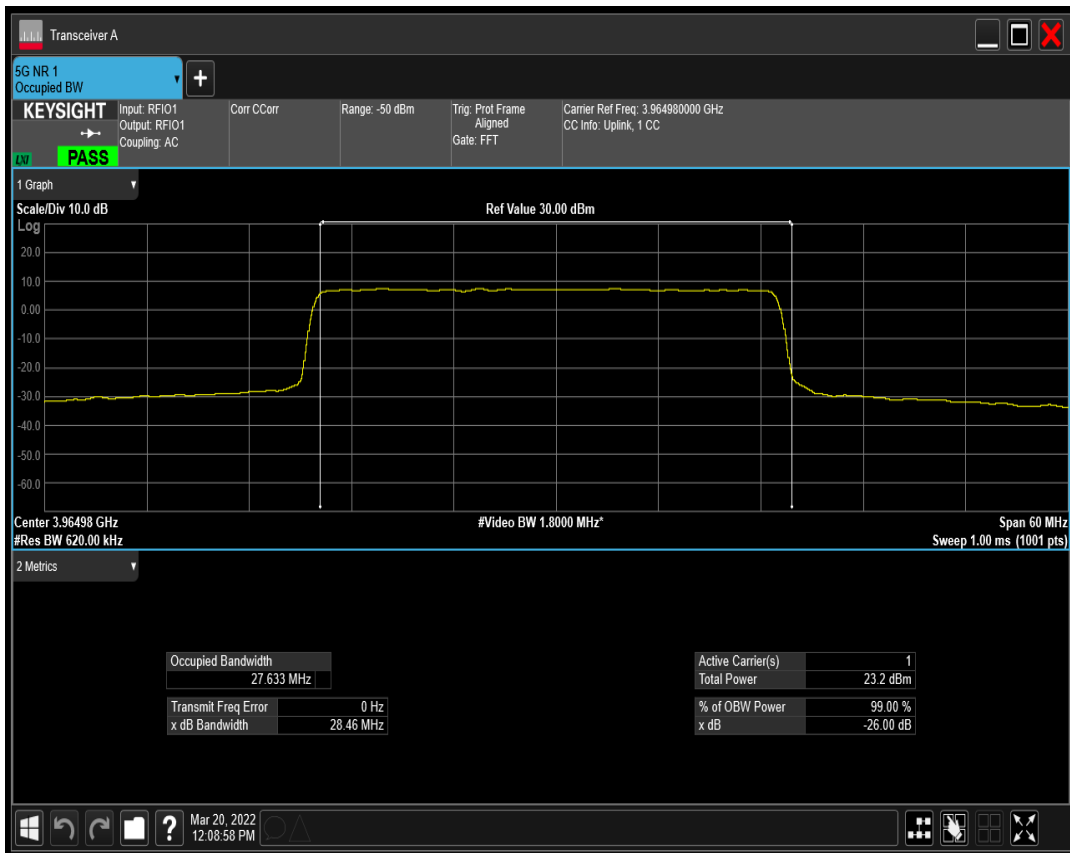 Transceiver A
5G NR 1
Occupied BW
+
KEYSIGHT
LXI
PASS
Input: RFIO1
Output: RFIO1
Coupling: AC
Corr CCorr
Range: -50 dBm
Trig: Prot Frame
Aligned
Gate: FFT
Carrier Ref Freq: 3.964980000 GHz
CC Info: Uplink, 1 CC
1 Graph
Scale/Div 10.0 dB
Ref Value 30.00 dBm
Log
20.0
10.0
0.00
-10.0
-20.0
-30.0
-40.0
-50.0
-60.0
Center 3.96498 GHz
#Video BW 1.8000 MHz*
Span 60 MHz
#Res BW 620.00 kHz
Sweep 1.00 ms (1001 pts)
2 Metrics
Occupied Bandwidth
27.633 MHz
Transmit Freq Error 0 Hz
x dB Bandwidth 28.46 MHz
Active Carrier(s) 1
Total Power 23.2 dBm
% of OBW Power 99.00 %
x dB -26.00 dB
?
Mar 20, 2022
12:08:58 PM